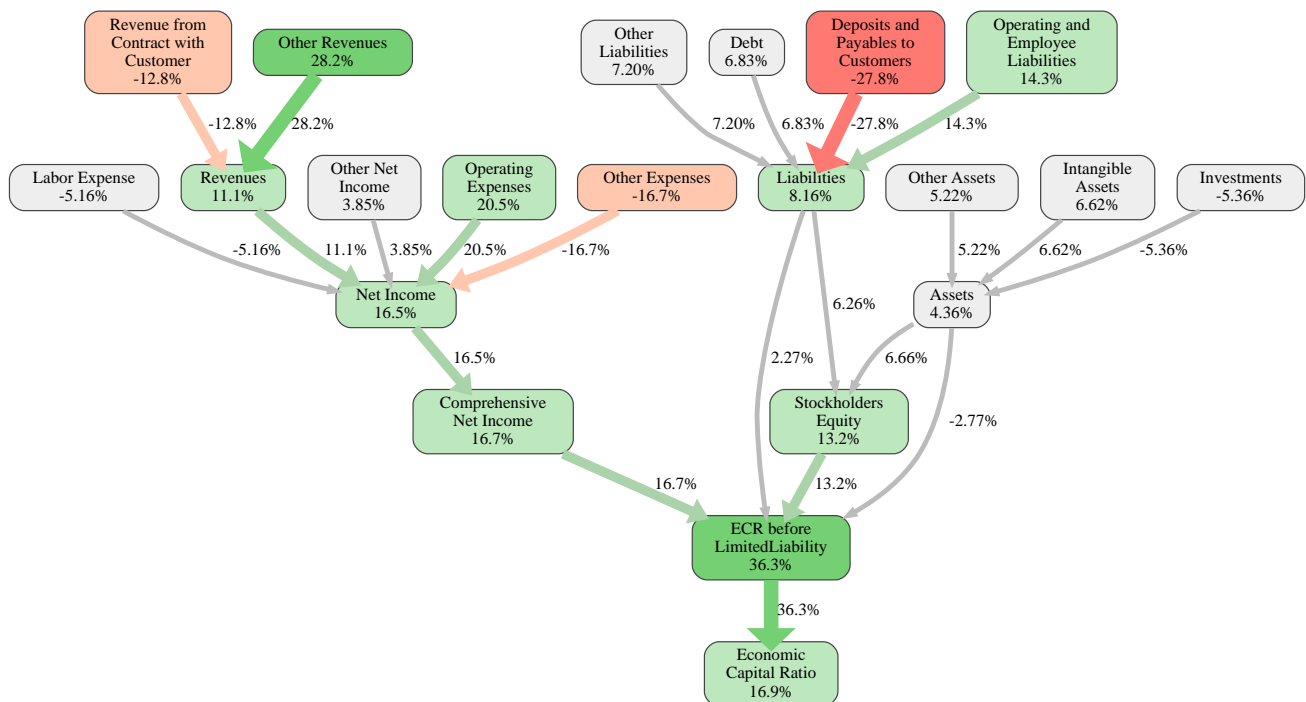 Revenue from
Contract with
Customer
-12.8%
Other Revenues
28.2%
Other
Liabilities
7.20%
Debt
6.83%
Deposits and
Payables to
Customers
-27.8%
Operating and
Employee
Liabilities
14.3%
-12.8%
28.2%
7.20%
6.83%
-27.8%
14.3%
Labor Expense
-5.16%
Revenues
11.1%
Other Net
Income
3.85%
Operating
Expenses
20.5%
Other Expenses
-16.7%
Liabilities
8.16%
Other Assets
5.22%
Intangible
Assets
6.62%
Investments
-5.36%
-5.16%
11.1%
3.85%
20.5%
-16.7%
5.22%
6.62%
-5.36%
Net Income
16.5%
Assets
4.36%
6.26%
16.5%
2.27%
6.66%
Comprehensive
Net Income
16.7%
Stockholders
Equity
13.2%
-2.77%
16.7%
13.2%
ECR before
LimitedLiability
36.3%
36.3%
Economic
Capital Ratio
16.9%